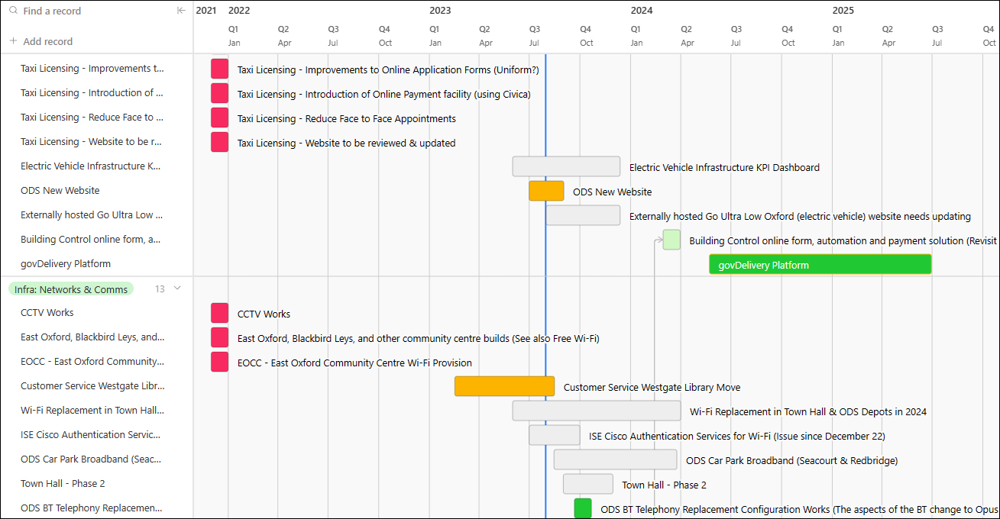 Find a record
2021 2022 2023 2024 2025
Q1 Q2 Q3 Q4 Q1 Q2 Q3 Q4 Q1 Q2 Q3 Q4 Q1 Q2 Q3 Q4
Add record
Jan Apr Jul Oct Jan Apr Jul Oct Jan Apr Jul Oct Jan Apr Jul Oct
Taxi Licensing - Improvements t... Taxi Licensing - Improvements to Online Application Forms (Uniform?)
Taxi Licensing - Introduction of ... Taxi Licensing - Introduction of Online Payment facility (using Civica)
Taxi Licensing - Reduce Face to ... Taxi Licensing - Reduce Face to Face Appointments
Taxi Licensing - Website to be r... Taxi Licensing - Website to be reviewed & updated
Electric Vehicle Infrastructure K... Electric Vehicle Infrastructure KPI Dashboard
ODS New Website ODS New Website
Externally hosted Go Ultra Low ... Externally hosted Go Ultra Low Oxford (electric vehicle) website needs updating
Building Control online form, a... Building Control online form, automation and payment solution (Revisit
govDelivery Platform govDelivery Platform
Infra: Networks & Comms 13
CCTV Works CCTV Works
East Oxford, Blackbird Leys, and... East Oxford, Blackbird Leys, and other community centre builds (See also Free Wi-Fi)
EOCC - East Oxford Community... EOCC - East Oxford Community Centre Wi-Fi Provision
Customer Service Westgate Libr... Customer Service Westgate Library Move
Wi-Fi Replacement in Town Hall... Wi-Fi Replacement in Town Hall & ODS Depots in 2024
ISE Cisco Authentication Servic... ISE Cisco Authentication Services for Wi-Fi (Issue since December 22)
ODS Car Park Broadband (Seac... ODS Car Park Broadband (Seacourt & Redbridge)
Town Hall - Phase 2 Town Hall - Phase 2
ODS BT Telephony Replacemen... ODS BT Telephony Replacement Configuration Works (The aspects of the BT change to Opus